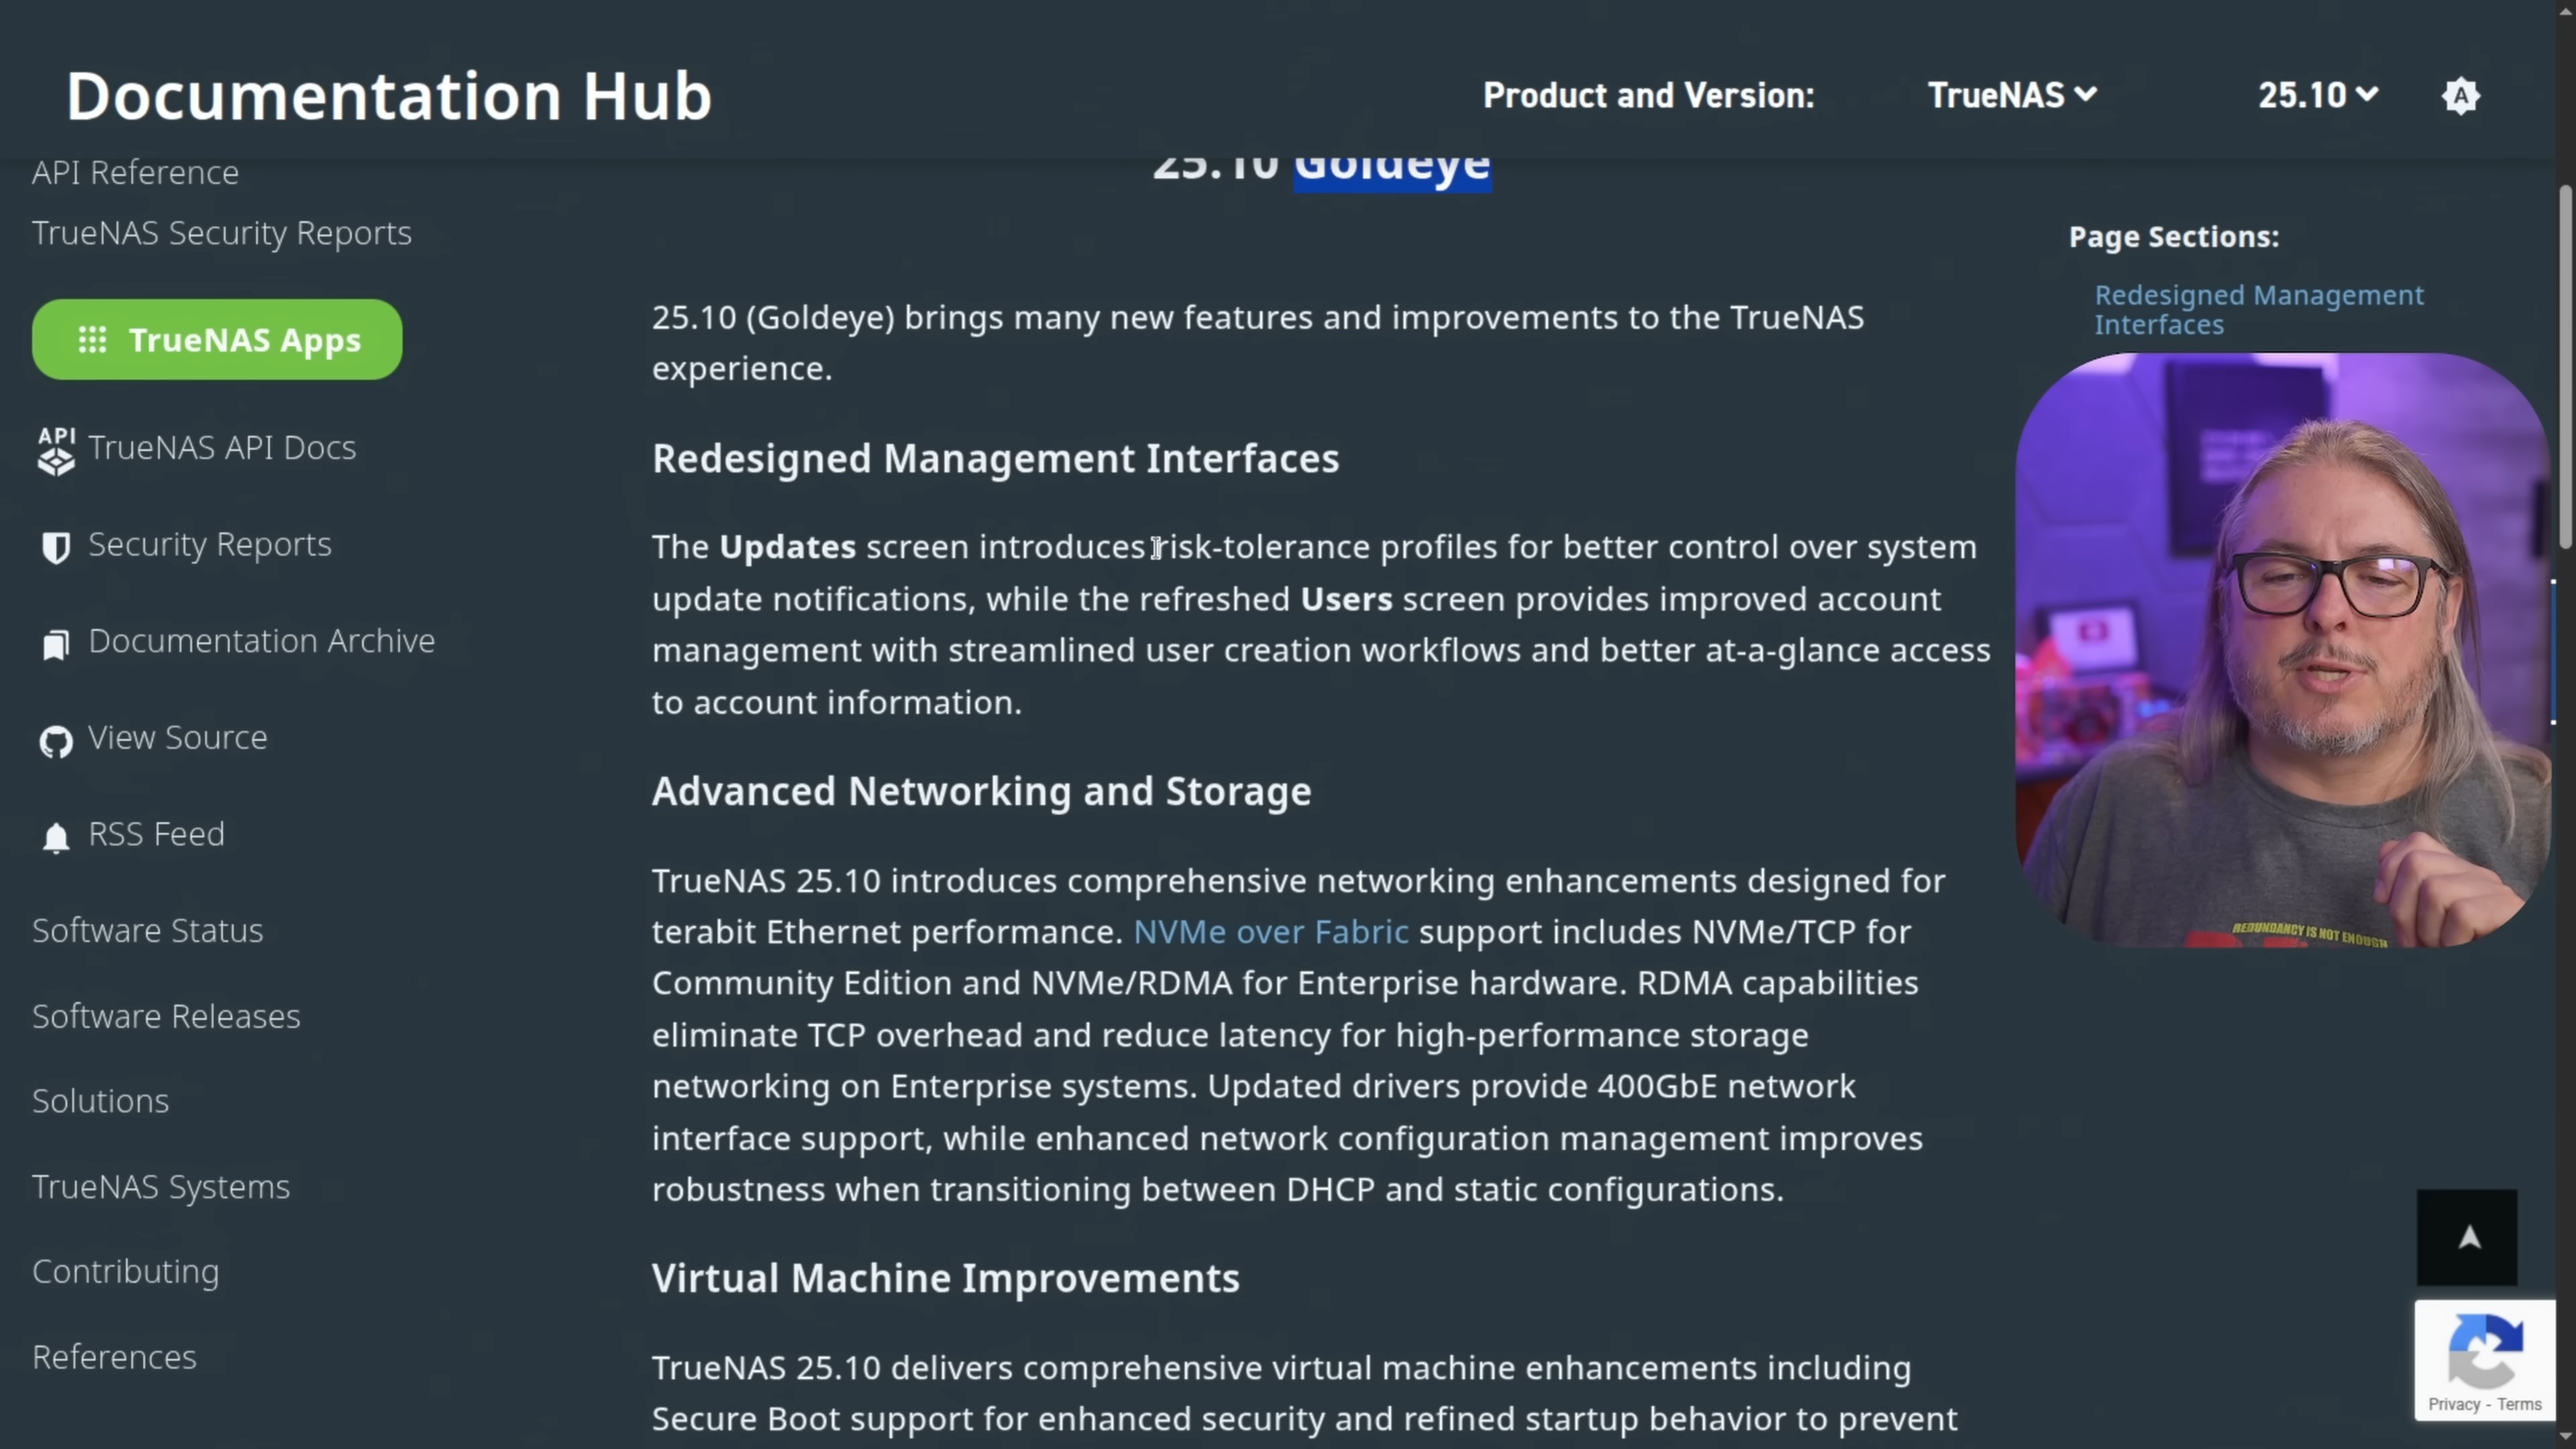 Documentation Hub
Product and Version:
TrueNAS
25.10
A
API Reference
TrueNAS Security Reports
TrueNAS Apps
API
TrueNAS API Docs
Security Reports
Documentation Archive
View Source
RSS Feed
Software Status
Software Releases
Solutions
TrueNAS Systems
Contributing
References
25.10 Goldeye
25.10 (Goldeye) brings many new features and improvements to the TrueNAS
experience.
Redesigned Management Interfaces
The Updates screen introduces risk-tolerance profiles for better control over system
update notifications, while the refreshed Users screen provides improved account
management with streamlined user creation workflows and better at-a-glance access
to account information.
Advanced Networking and Storage
TrueNAS 25.10 introduces comprehensive networking enhancements designed for
terabit Ethernet performance. NVMe over Fabric support includes NVMe/TCP for
Community Edition and NVMe/RDMA for Enterprise hardware. RDMA capabilities
eliminate TCP overhead and reduce latency for high-performance storage
networking on Enterprise systems. Updated drivers provide 400GbE network
interface support, while enhanced network configuration management improves
robustness when transitioning between DHCP and static configurations.
Virtual Machine Improvements
TrueNAS 25.10 delivers comprehensive virtual machine enhancements including
Secure Boot support for enhanced security and refined startup behavior to prevent
Page Sections:
Redesigned Management
Interfaces
REDUNDANCY IS NOT ENOUGH
Privacy - Terms